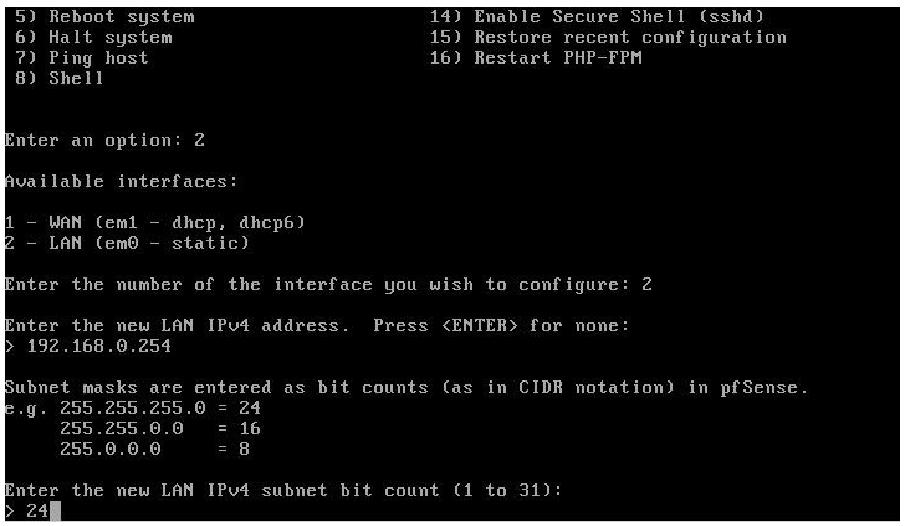 5) Reboot system 14) Enable Secure Shell (sshd)
6) Halt system 15) Restore recent configuration
7) Ping host 16) Restart PHP-FPM
8) Shell
Enter an option: 2
Available interfaces:
1 - WAN (em1 - dhcp, dhcp6)
2 - LAN (em0 - static)
Enter the number of the interface you wish to configure: 2
Enter the new LAN IPv4 address.  Press <ENTER> for none:
> 192.168.0.254
Subnet masks are entered as bit counts (as in CIDR notation) in pfSense.
e.g. 255.255.255.0 = 24
255.255.0.0   = 16
255.0.0.0     = 8
Enter the new LAN IPv4 subnet bit count (1 to 31):
> 24